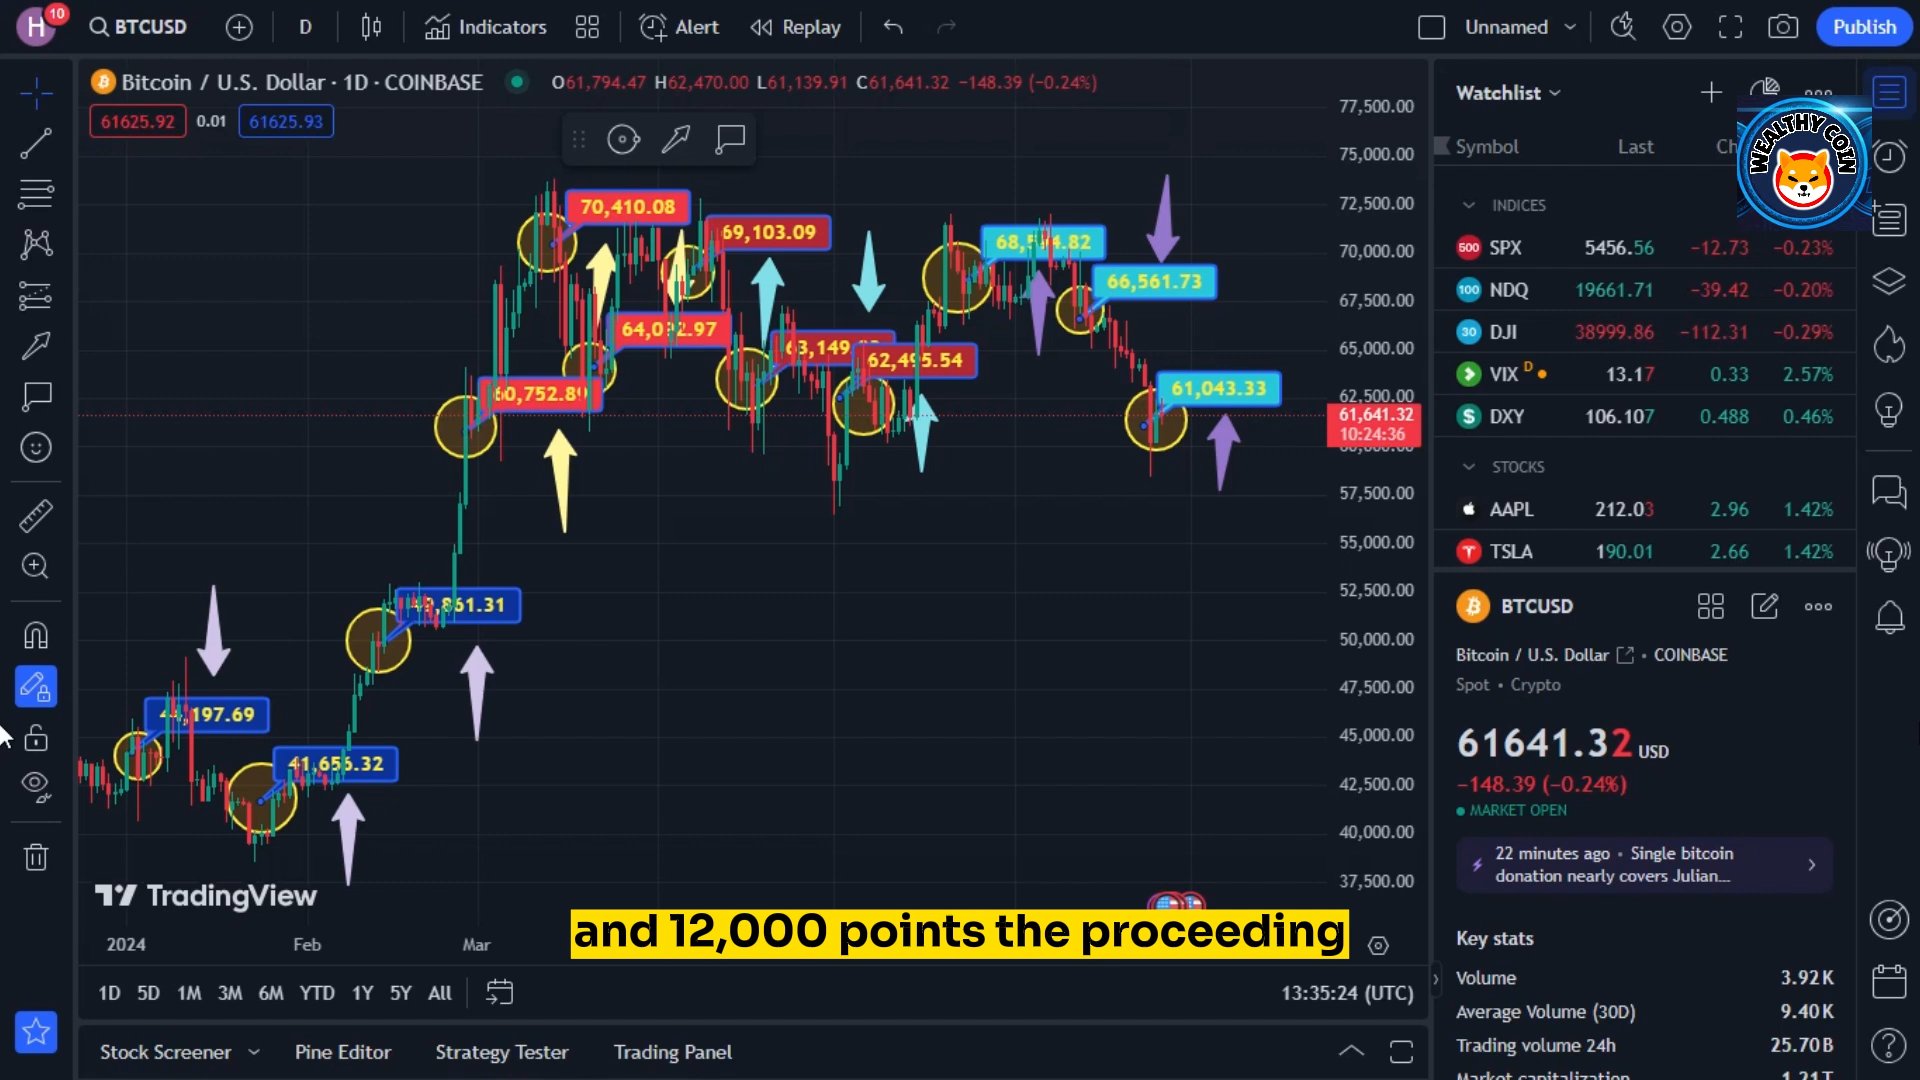 H 10 BTCUSD D Indicators Alert Replay Unnamed Publish
Bitcoin / U.S. Dollar · 1D · COINBASE O61,794.47 H62,470.00 L61,139.91 C61,641.32 −148.39 (−0.24%)
61625.92 0.01 61625.93
77,500.00
75,000.00
72,500.00
70,000.00
67,500.00
65,000.00
62,500.00
61,641.32
10:24:36
57,500.00
55,000.00
52,500.00
50,000.00
47,500.00
45,000.00
42,500.00
40,000.00
37,500.00
70,410.08
69,103.09
66,561.73
62,495.54
61,043.33
60,752.89
44,197.69
41,656.32
TradingView
2024 Feb Mar
and 12,000 points the proceeding
1D 5D 1M 3M 6M YTD 1Y 5Y All 13:35:24 (UTC)
Stock Screener Pine Editor Strategy Tester Trading Panel
Watchlist
WEALTHY COIN
Symbol Last
INDICES
500 SPX 5456.56 −12.73 −0.23%
100 NDQ 19661.71 −39.42 −0.20%
30 DJI 38999.86 −112.31 −0.29%
VIX D 13.17 0.33 2.57%
DXY 106.107 0.488 0.46%
STOCKS
AAPL 212.03 2.96 1.42%
TSLA 190.01 2.66 1.42%
BTCUSD
Bitcoin / U.S. Dollar • COINBASE
Spot • Crypto
61641.32 USD
−148.39 (−0.24%)
MARKET OPEN
22 minutes ago • Single bitcoin
donation nearly covers Julian...
Key stats
Volume 3.92K
Average Volume (30D) 9.40K
Trading volume 24h 25.70B
Market capitalization 1.21T